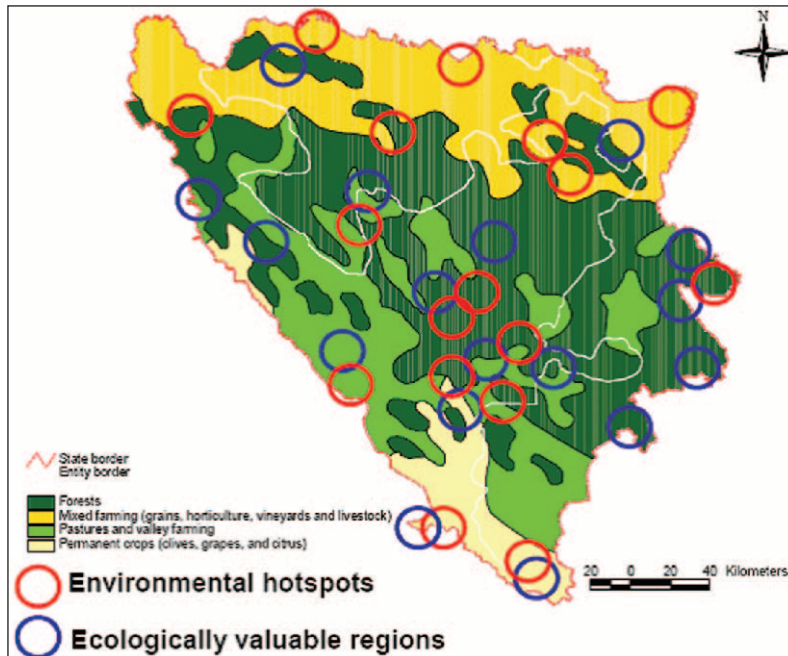 N
State border
Entity border
Forests
Mixed farming (grains, horticulture, vineyards and livestock)
Pastures and valley farming
Permanent crops (olives, grapes, and citrus)
20 0 20 40 Kilometers
Environmental hotspots
Ecologically valuable regions